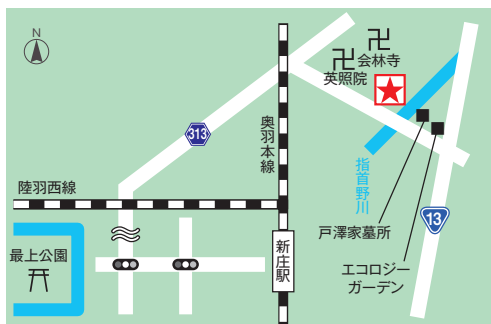 N
会林寺
英照院
313
奥羽本線
指首野川
陸羽西線
戸澤家墓所
13
最上公園
新庄駅
エコロジー
ガーデン